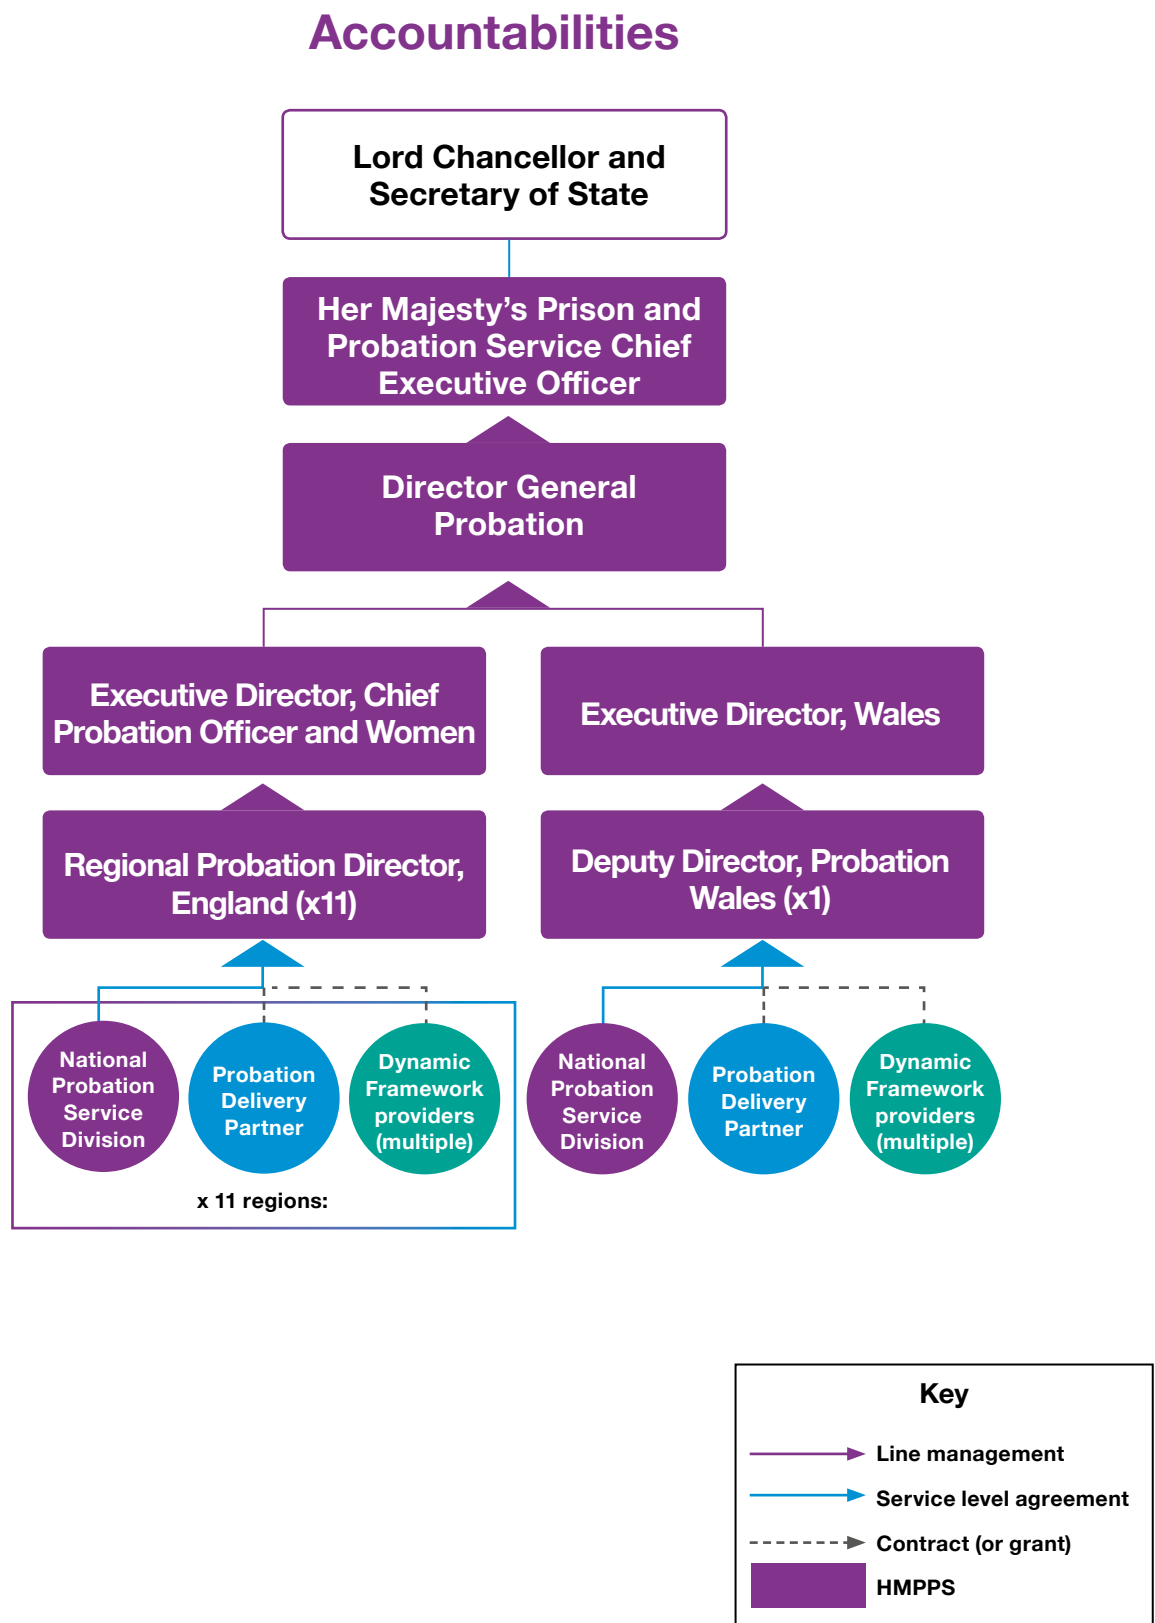 Accountabilities
Lord Chancellor and
Secretary of State
Her Majesty’s Prison and
Probation Service Chief
Executive Officer
Director General
Probation
Executive Director, Chief
Probation Officer and Women
Executive Director, Wales
Regional Probation Director,
England (x11)
Deputy Director, Probation
Wales (x1)
National
Probation
Service
Division
Probation
Delivery
Partner
Dynamic
Framework
providers
(multiple)
x 11 regions:
National
Probation
Service
Division
Probation
Delivery
Partner
Dynamic
Framework
providers
(multiple)
Key
Line management
Service level agreement
Contract (or grant)
HMPPS